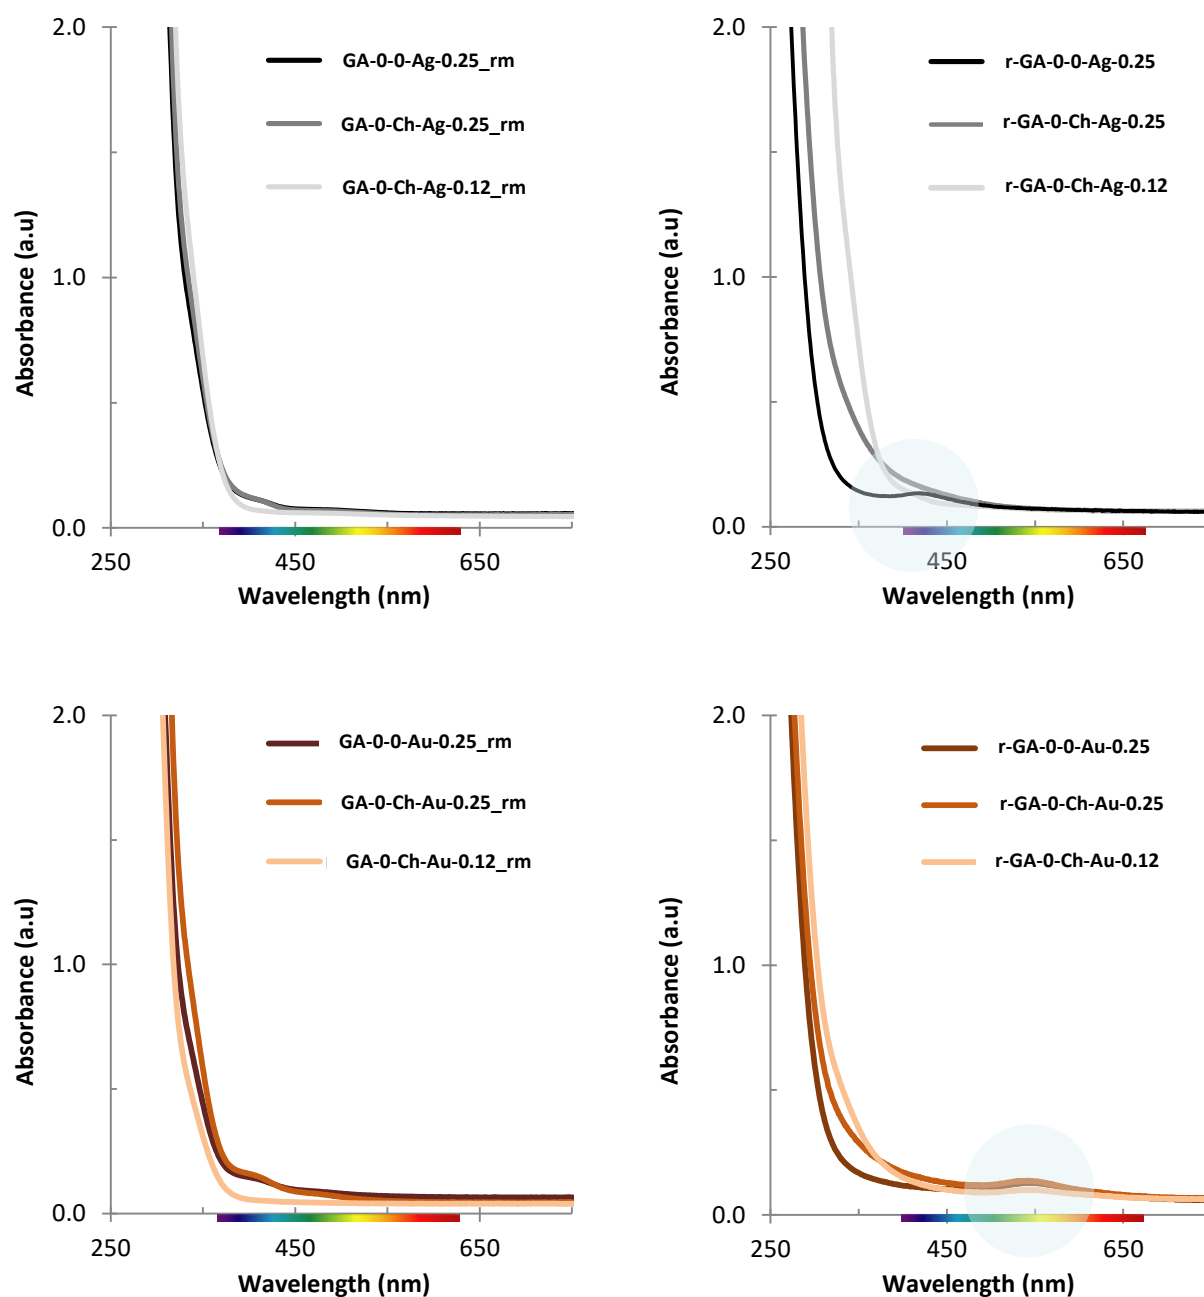 2.0
1.0
0.0
Absorbance (a.u)
GA-0-0-Ag-0.25_rm
GA-0-Ch-Ag-0.25_rm
GA-0-Ch-Ag-0.12_rm
250
450
650
Wavelength (nm)
2.0
1.0
0.0
Absorbance (a.u)
r-GA-0-0-Ag-0.25
r-GA-0-Ch-Ag-0.25
r-GA-0-Ch-Ag-0.12
250
450
650
Wavelength (nm)
2.0
1.0
0.0
Absorbance (a.u)
GA-0-0-Au-0.25_rm
GA-0-Ch-Au-0.25_rm
GA-0-Ch-Au-0.12_rm
250
450
650
Wavelength (nm)
2.0
1.0
0.0
Absorbance (a.u)
r-GA-0-0-Au-0.25
r-GA-0-Ch-Au-0.25
r-GA-0-Ch-Au-0.12
250
450
650
Wavelength (nm)